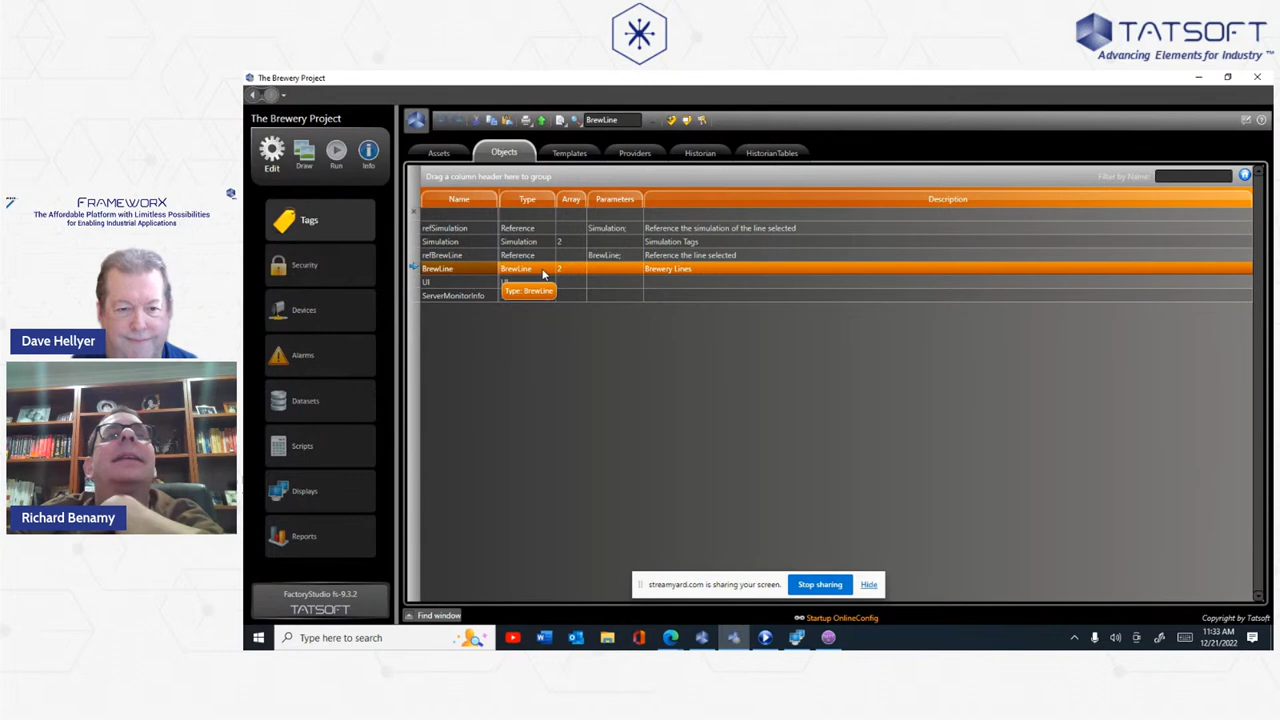 TATSOFT
Advancing Elements for Industry ™
The Brewery Project
The Brewery Project
Edit
Draw
Run
Info
BrewLine
Assets
Objects
Templates
Providers
Historian
HistorianTables
Drag a column header here to group
Filter by Name:
Name
Type
Array
Parameters
Description
refSimulation Reference Simulation; Reference the simulation of the line selected
Simulation Simulation 2 Simulation Tags
refBrewLine Reference BrewLine; Reference the line selected
BrewLine BrewLine 2 Brewery Lines
UI UI
Type: BrewLine
ServerMonitorInfo
Tags
Security
Devices
Alarms
Datasets
Scripts
Displays
Reports
FactoryStudio fs-9.3.2
TATSOFT
FRAMEWORX
The Affordable Platform with Limitless Possibilities
for Enabling Industrial Applications
Dave Hellyer
Richard Benamy
streamyard.com is sharing your screen.
Stop sharing
Hide
Find window
Startup OnlineConfig
Copyright by Tatsoft
Type here to search
11:33 AM
12/21/2022